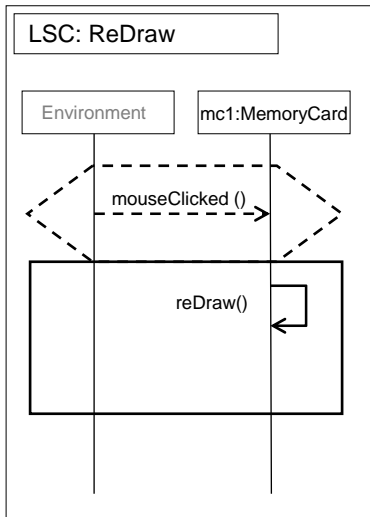 LSC: ReDraw
Environment
mc1:MemoryCard
mouseClicked ()
reDraw()